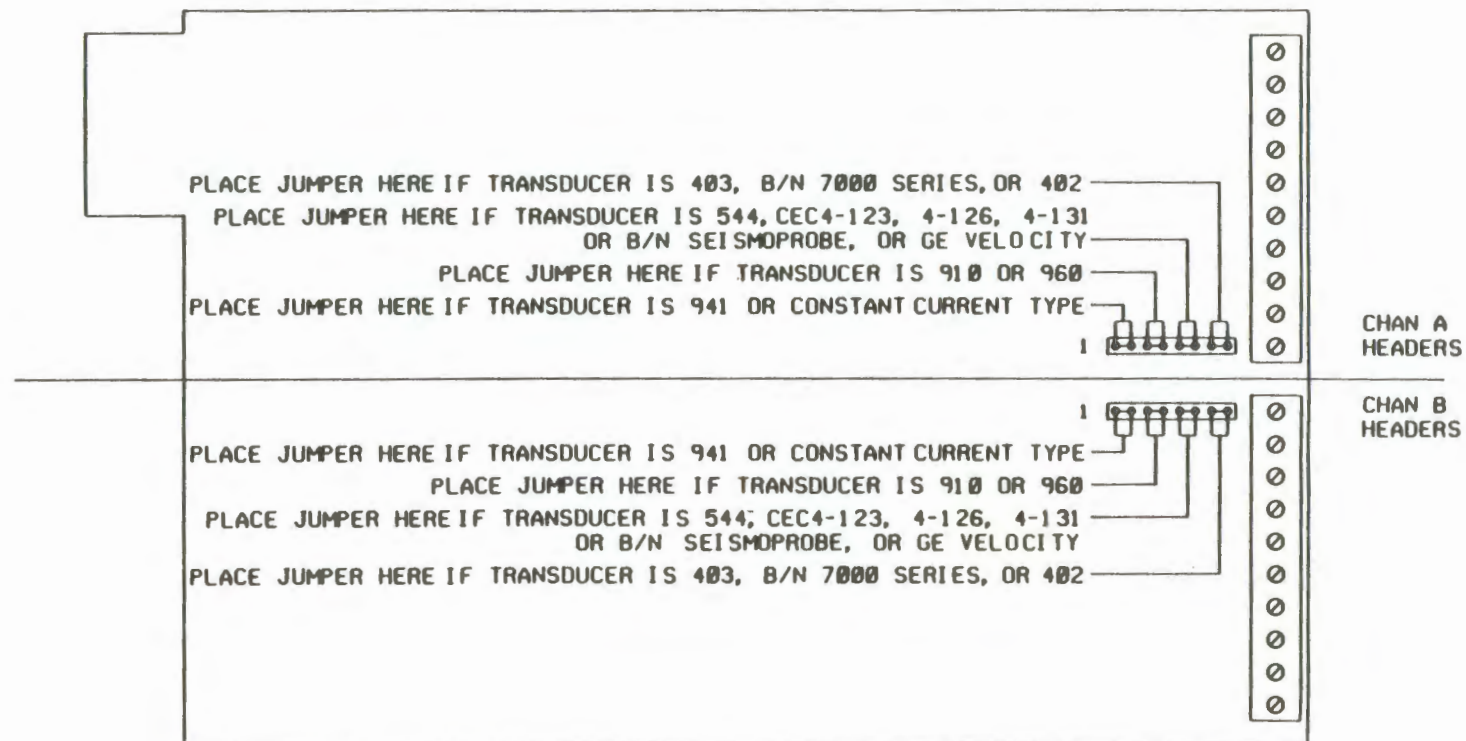 PLACE JUMPER HERE IF TRANSDUCER IS 403, B/N 7000 SERIES, OR 402
PLACE JUMPER HERE IF TRANSDUCER IS 544, CEC4-123, 4-126, 4-131
OR B/N SEISMOPROBE, OR GE VELOCITY
PLACE JUMPER HERE IF TRANSDUCER IS 910 OR 960
PLACE JUMPER HERE IF TRANSDUCER IS 941 OR CONSTANT CURRENT TYPE
1
CHAN A
HEADERS
1
CHAN B
HEADERS
PLACE JUMPER HERE IF TRANSDUCER IS 941 OR CONSTANT CURRENT TYPE
PLACE JUMPER HERE IF TRANSDUCER IS 910 OR 960
PLACE JUMPER HERE IF TRANSDUCER IS 544, CEC4-123, 4-126, 4-131
OR B/N SEISMOPROBE, OR GE VELOCITY
PLACE JUMPER HERE IF TRANSDUCER IS 403, B/N 7000 SERIES, OR 402